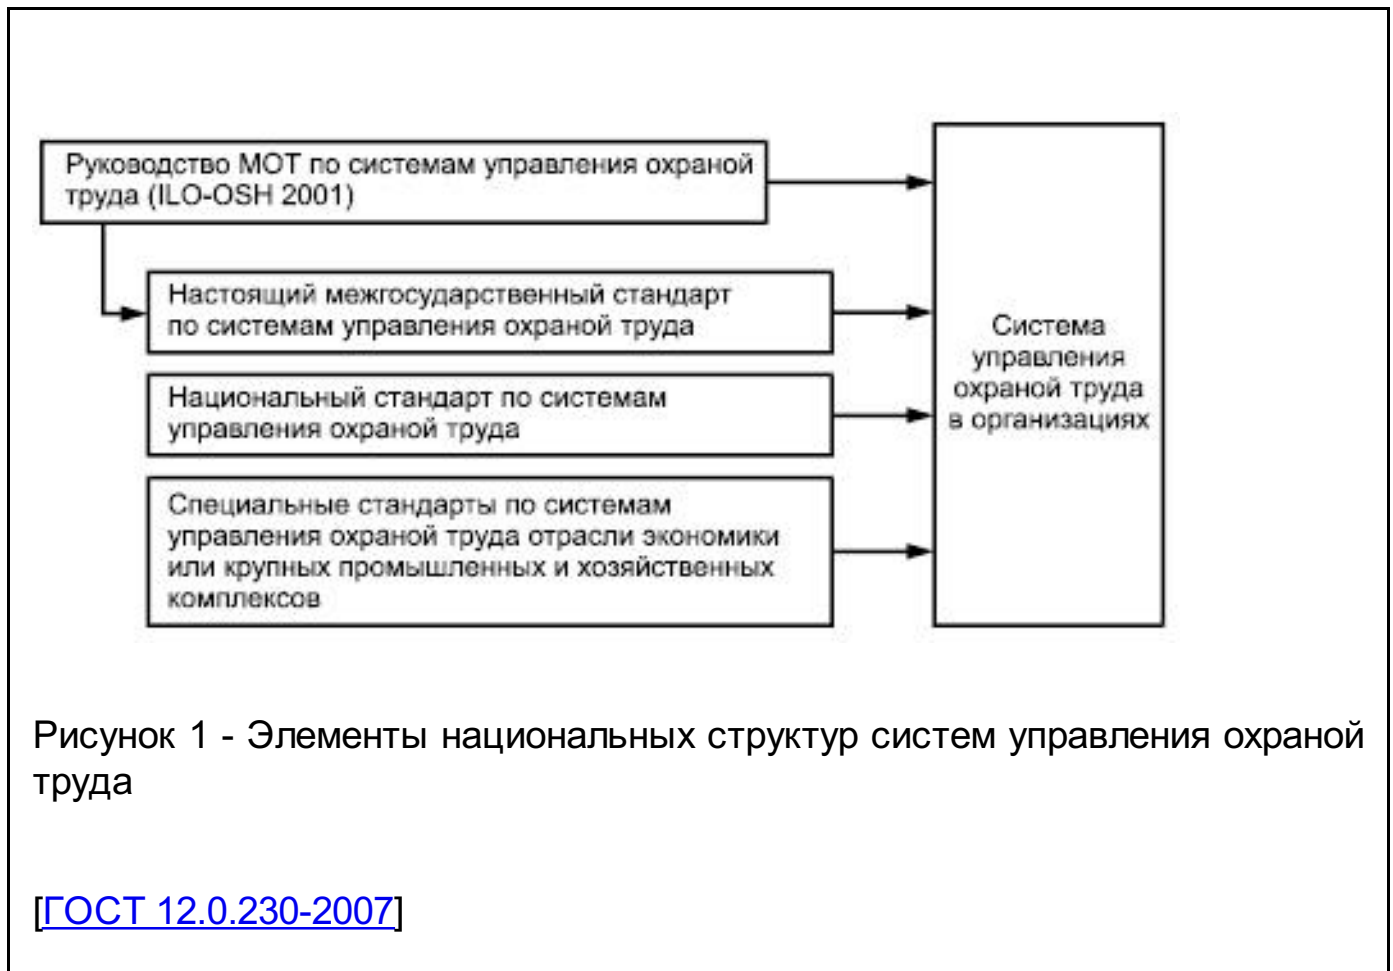 Руководство МОТ по системам управления охраной
труда (ILO-OSH 2001)
Настоящий межгосударственный стандарт
по системам управления охраной труда
Национальный стандарт по системам
управления охраной труда
Специальные стандарты по системам
управления охраной труда отрасли экономики
или крупных промышленных и хозяйственных
комплексов
Система
управления
охраной труда
в организациях
Рисунок 1 - Элементы национальных структур систем управления охраной
труда
[ГОСТ 12.0.230-2007]